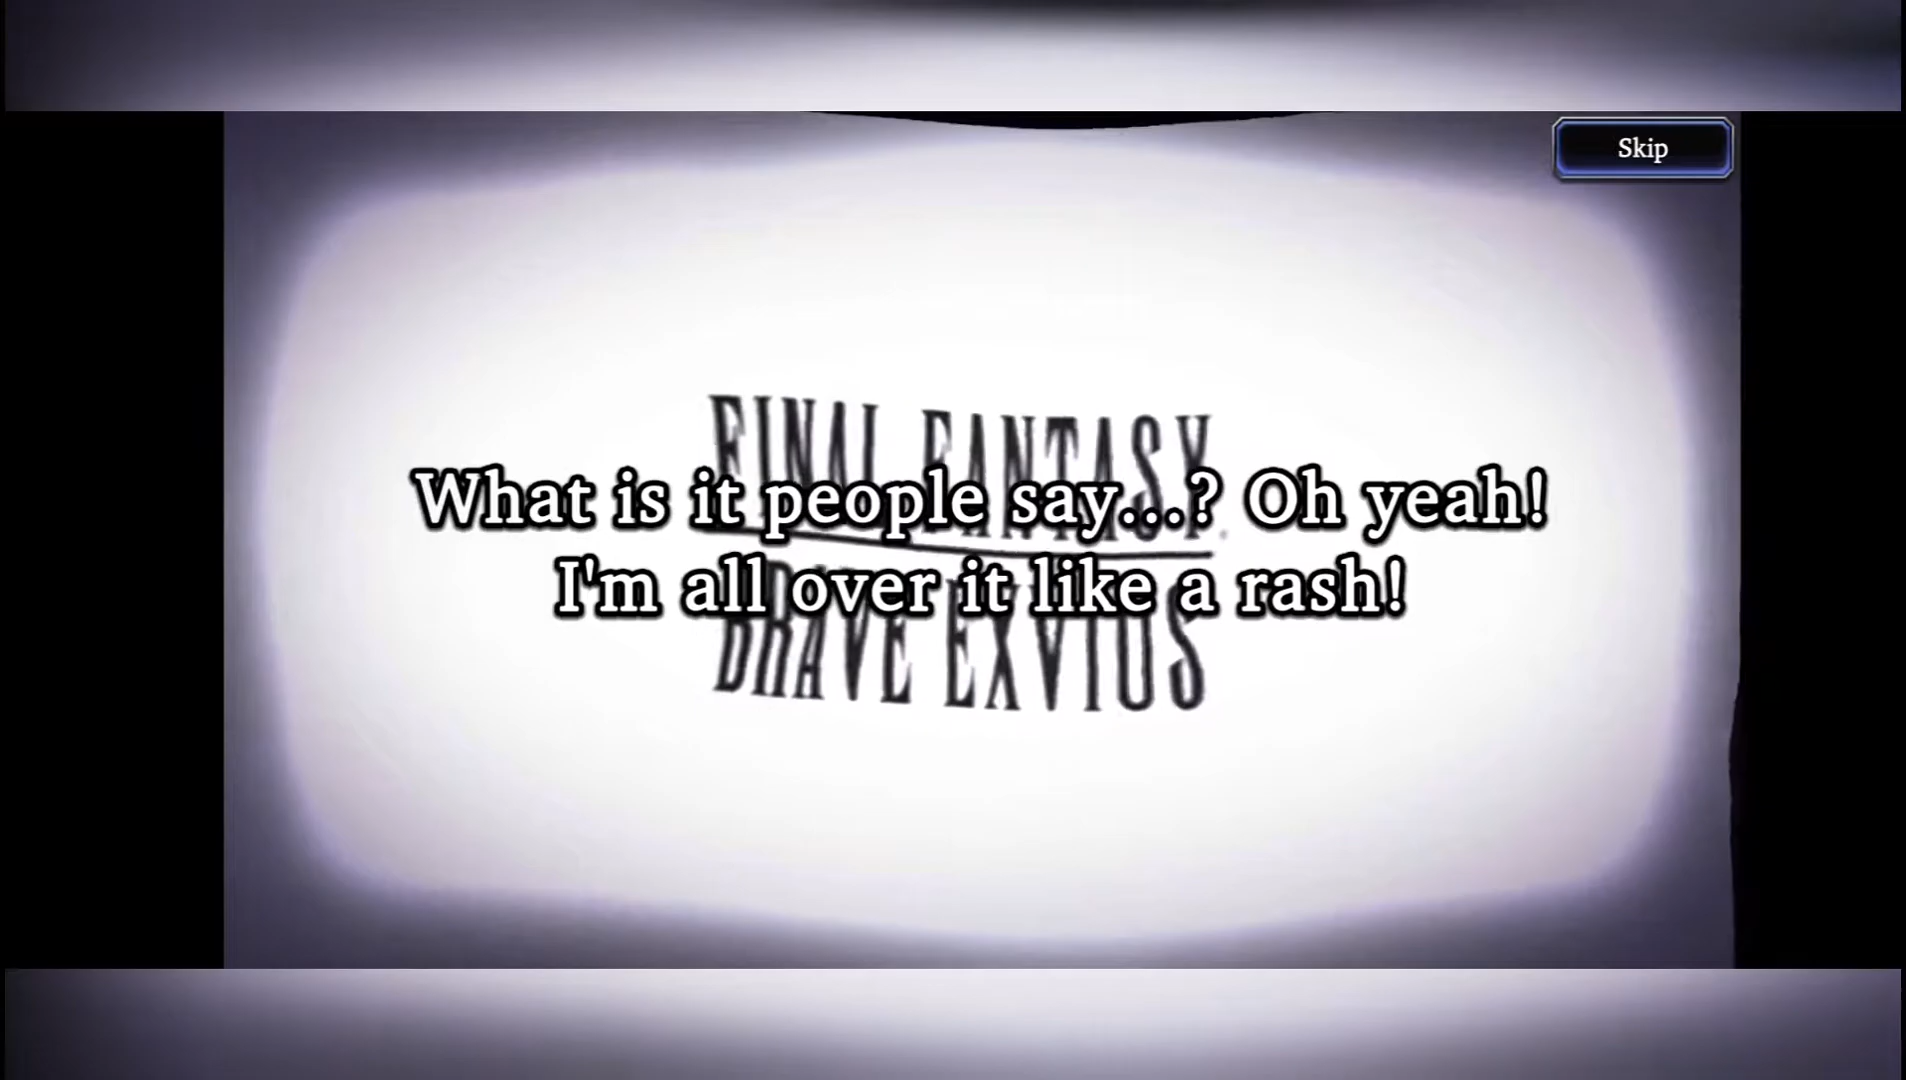 Skip
FINAL FANTASY
What is it people say...? Oh yeah!
I'm all over it like a rash!
BRAVE EXVIUS